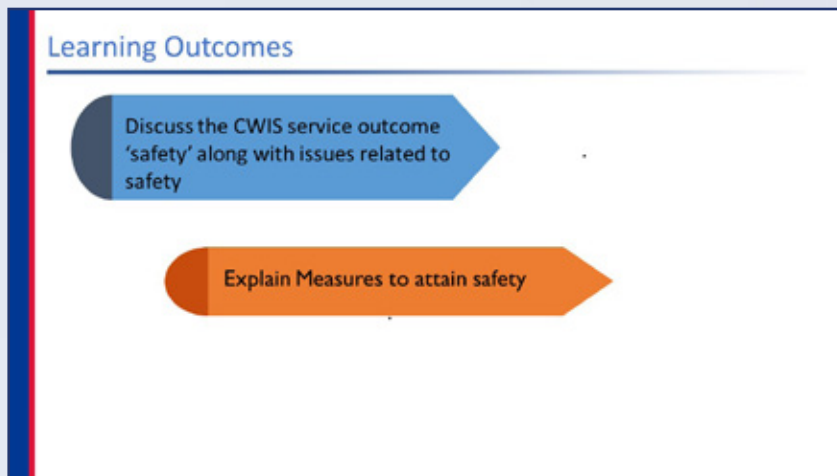 Learning Outcomes
Discuss the CWIS service outcome
‘safety’ along with issues related to
safety
Explain Measures to attain safety